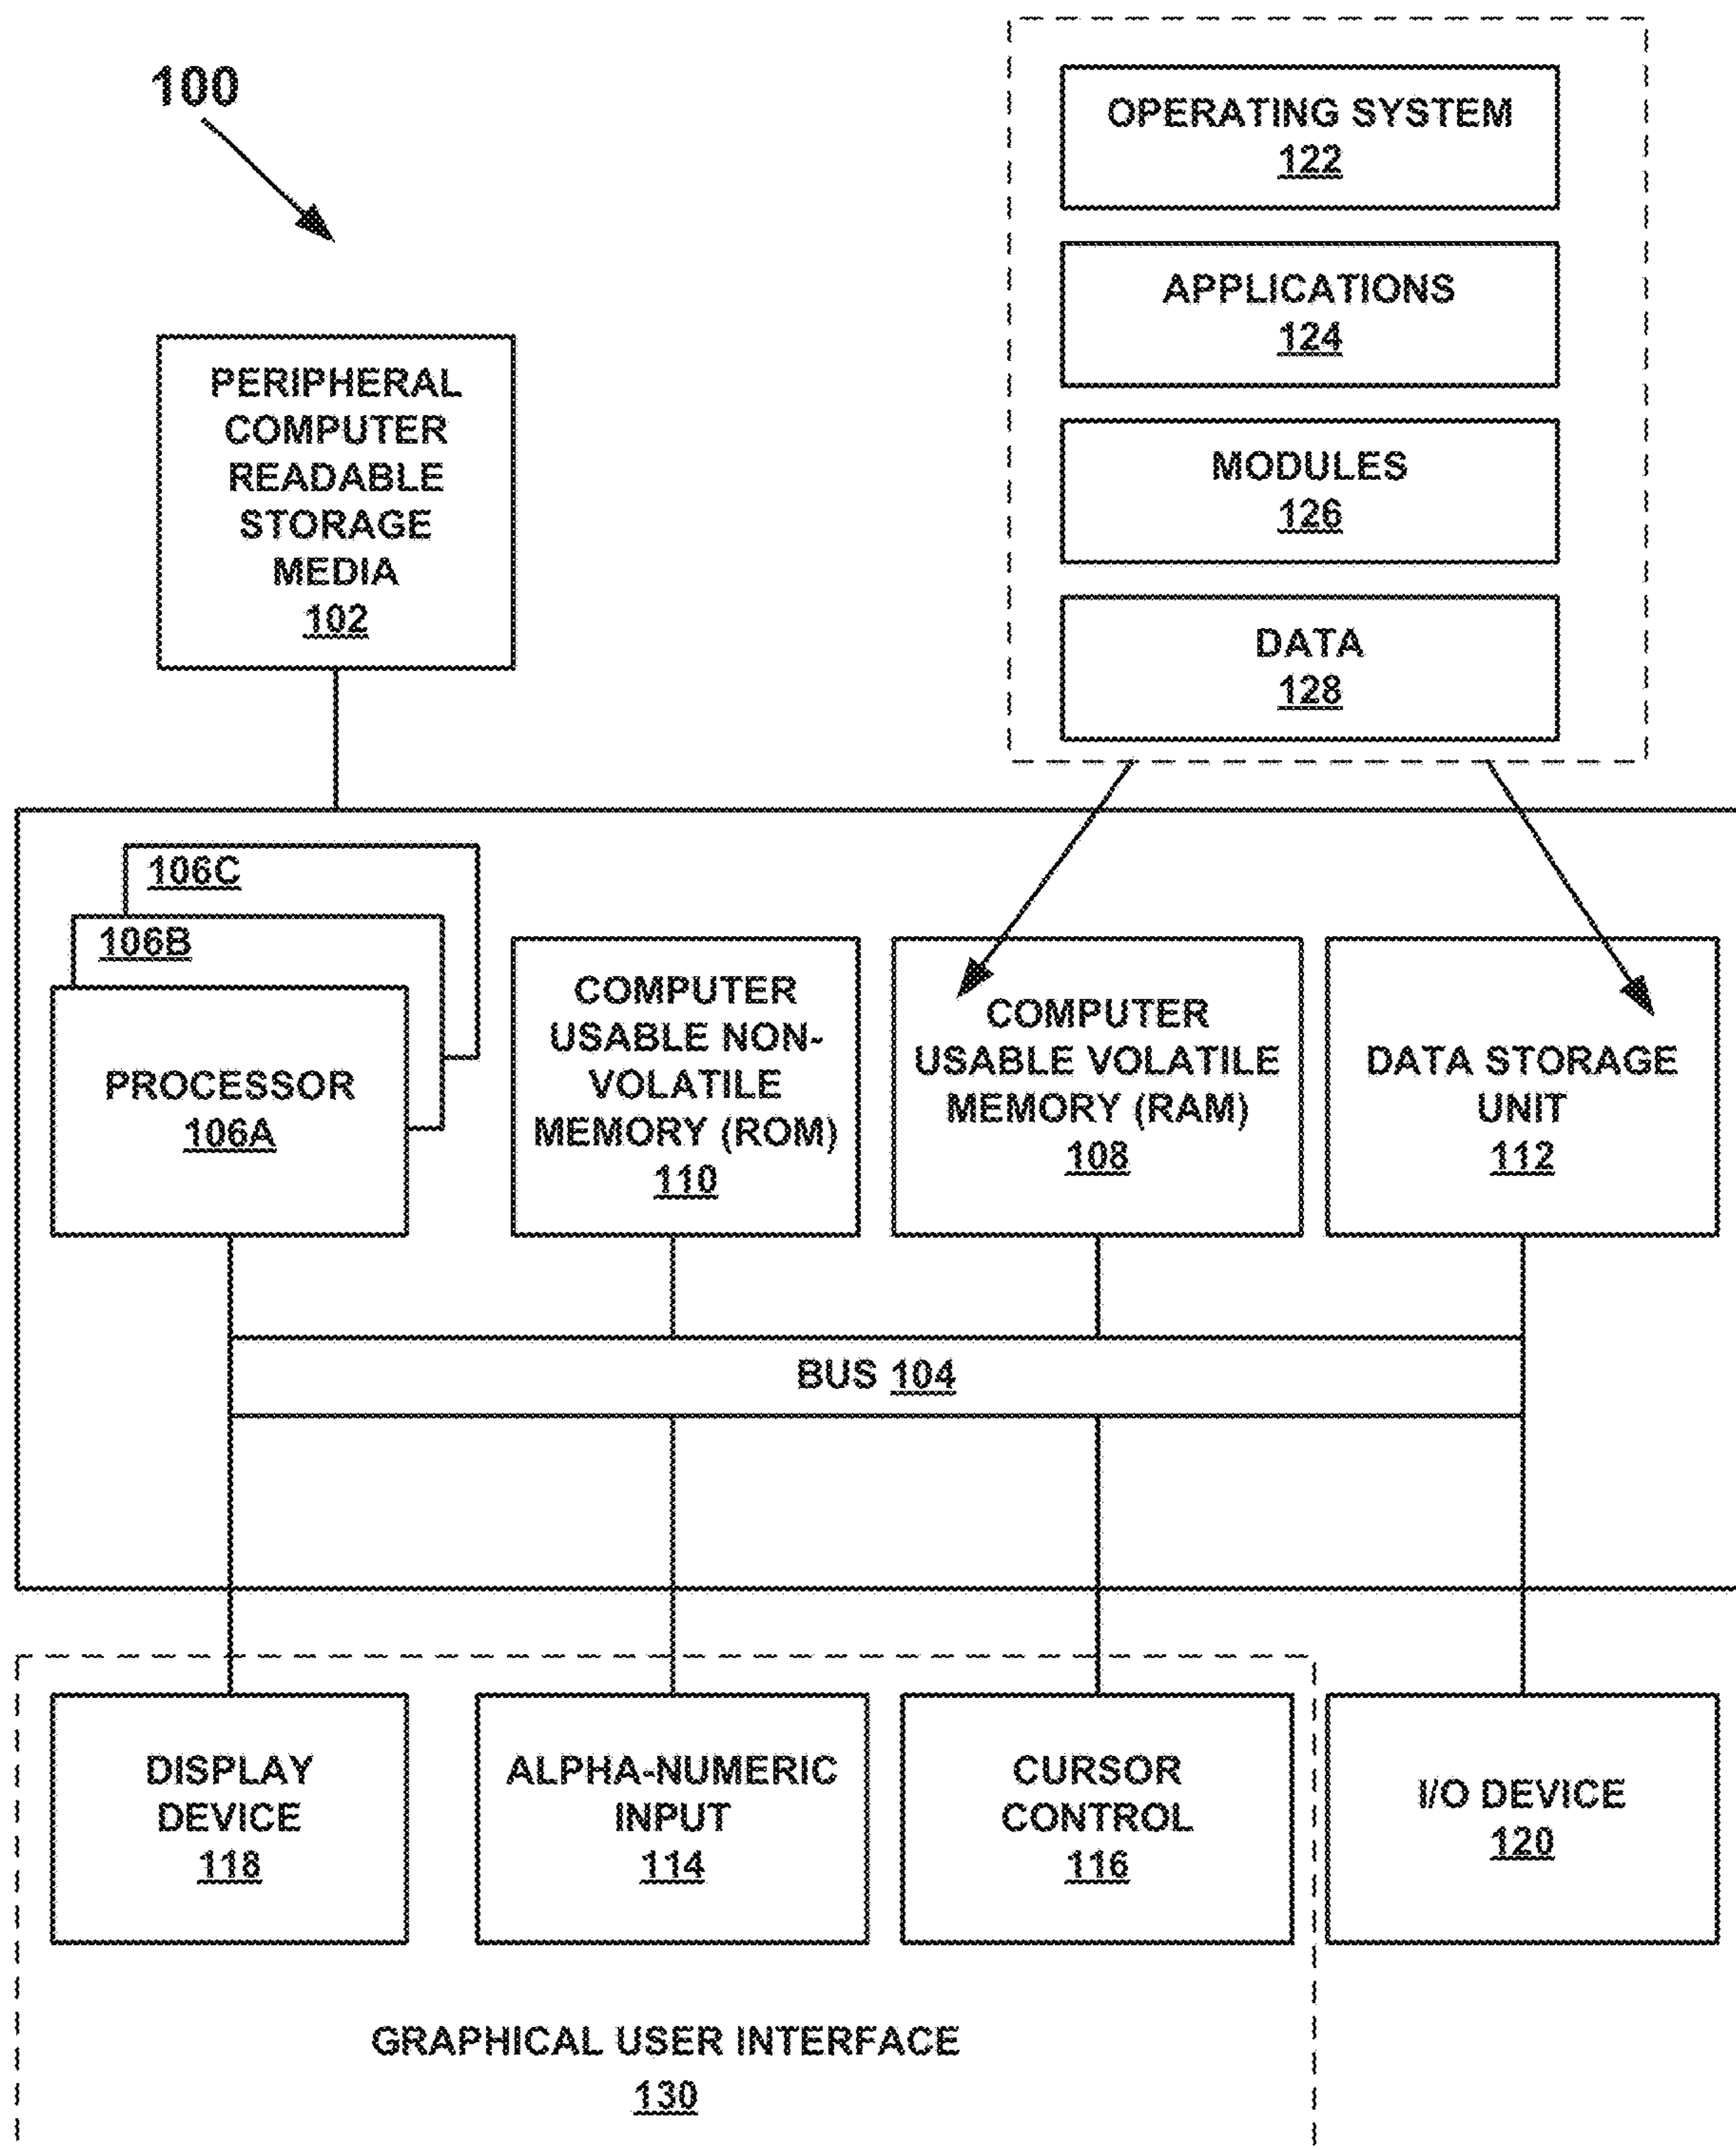 100
OPERATING SYSTEM
122
APPLICATIONS
124
MODULES
126
DATA
128
PERIPHERAL
COMPUTER
READABLE
STORAGE
MEDIA
102
106C
106B
PROCESSOR
106A
COMPUTER
USABLE NON-
VOLATILE
MEMORY (ROM)
110
COMPUTER
USABLE VOLATILE
MEMORY (RAM)
108
DATA STORAGE
UNIT
112
BUS 104
DISPLAY
DEVICE
118
ALPHA-NUMERIC
INPUT
114
CURSOR
CONTROL
116
I/O DEVICE
120
GRAPHICAL USER INTERFACE
130